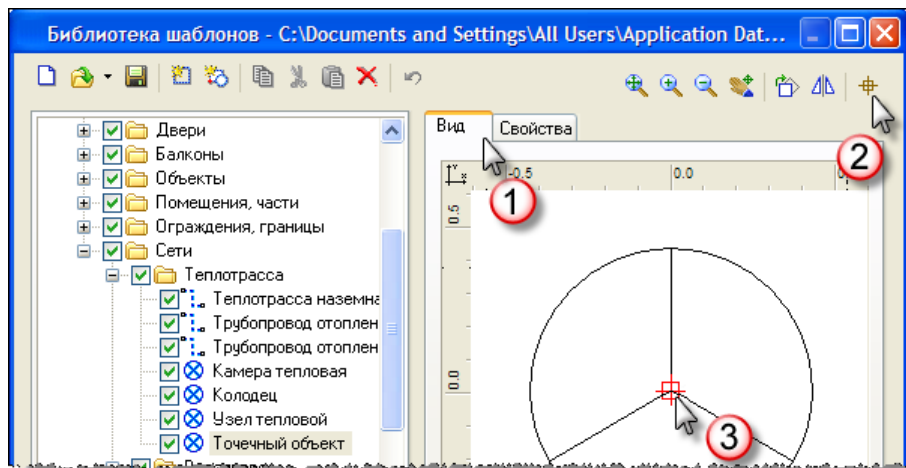 Библиотека шаблонов - C:\Documents and Settings\All Users\Application Dat...
Вид
Свойства
Двери
Балконы
Объекты
Помещения, части
Ограждения, границы
Сети
Теплотрасса
Теплотрасса наземна
Трубопровод отоплен
Трубопровод отоплен
Камера тепловая
Колодец
Узел тепловой
Точечный объект
Y
x
-0.5
0.0
0.5
0.0
1
2
3